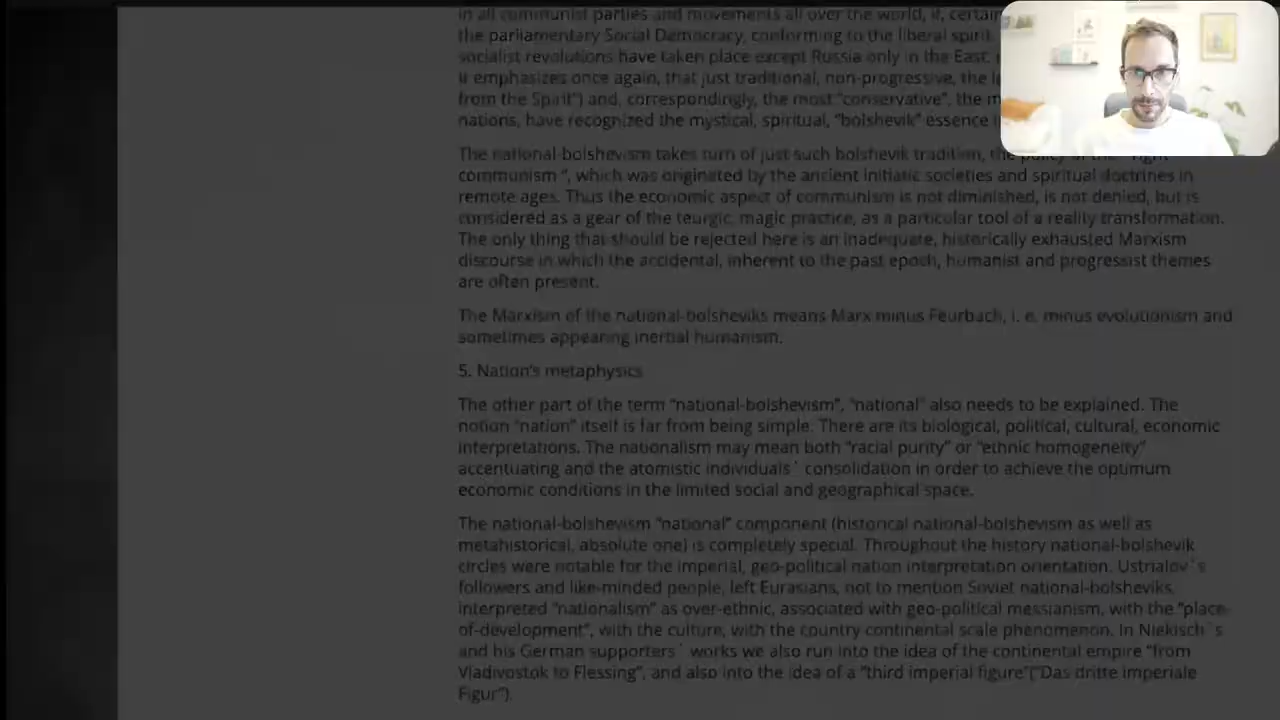 in all communist parties and movements all over the world, if, certain
the parliamentary Social Democracy, conforming to the liberal spirit.
socialist revolutions have taken place except Russia only in the East.
it emphasizes once again, that just traditional, non-progressive, the
from the Spirit") and, correspondingly, the most "conservative", the
nations, have recognized the mystical, spiritual, "bolshevik" essence
The national-bolshevism takes turn of just such bolshevik tradition, the policy of the "right
communism ", which was originated by the ancient initiatic societies and spiritual doctrines in
remote ages. Thus the economic aspect of communism is not diminished, is not denied, but is
considered as a gear of the teurgic, magic practice, as a particular tool of a reality transformation.
The only thing that should be rejected here is an inadequate, historically exhausted Marxism
discourse in which the accidental, inherent to the past epoch, humanist and progressist themes
are often present.
The Marxism of the national-bolsheviks means Marx minus Feurbach, i. e. minus evolutionism and
sometimes appearing inertial humanism.
5. Nation's metaphysics
The other part of the term "national-bolshevism", "national" also needs to be explained. The
notion "nation" itself is far from being simple. There are its biological, political, cultural, economic
interpretations. The nationalism may mean both "racial purity" or "ethnic homogeneity"
accentuating and the atomistic individuals` consolidation in order to achieve the optimum
economic conditions in the limited social and geographical space.
The national-bolshevism "national" component (historical national-bolshevism as well as
metahistorical, absolute one) is completely special. Throughout the history national-bolshevik
circles were notable for the imperial, geo-political nation interpretation orientation. Ustrialov`s
followers and like-minded people, left Eurasians, not to mention Soviet national-bolsheviks,
interpreted "nationalism" as over-ethnic, associated with geo-political messianism, with the "place-
of-development", with the culture, with the country continental scale phenomenon. In Niekisch`s
and his German supporters` works we also run into the idea of the continental empire "from
Vladivostok to Flessing", and also into the idea of a "third imperial figure"("Das dritte imperiale
Figur").